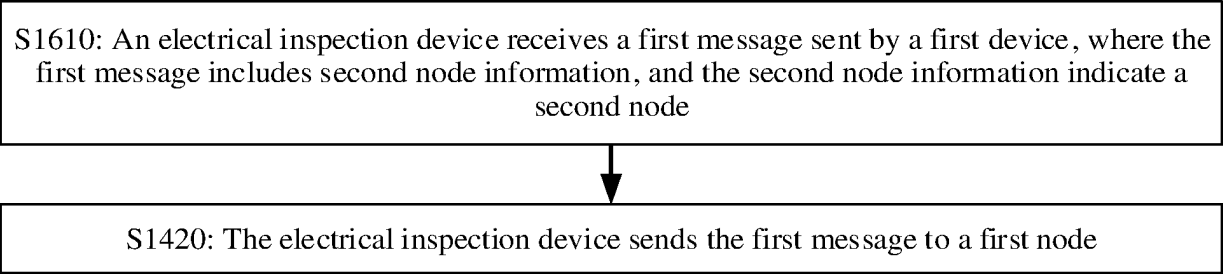 S1610: An electrical inspection device receives a first message sent by a first device, where the
first message includes second node information, and the second node information indicate a
second node
S1420: The electrical inspection device sends the first message to a first node